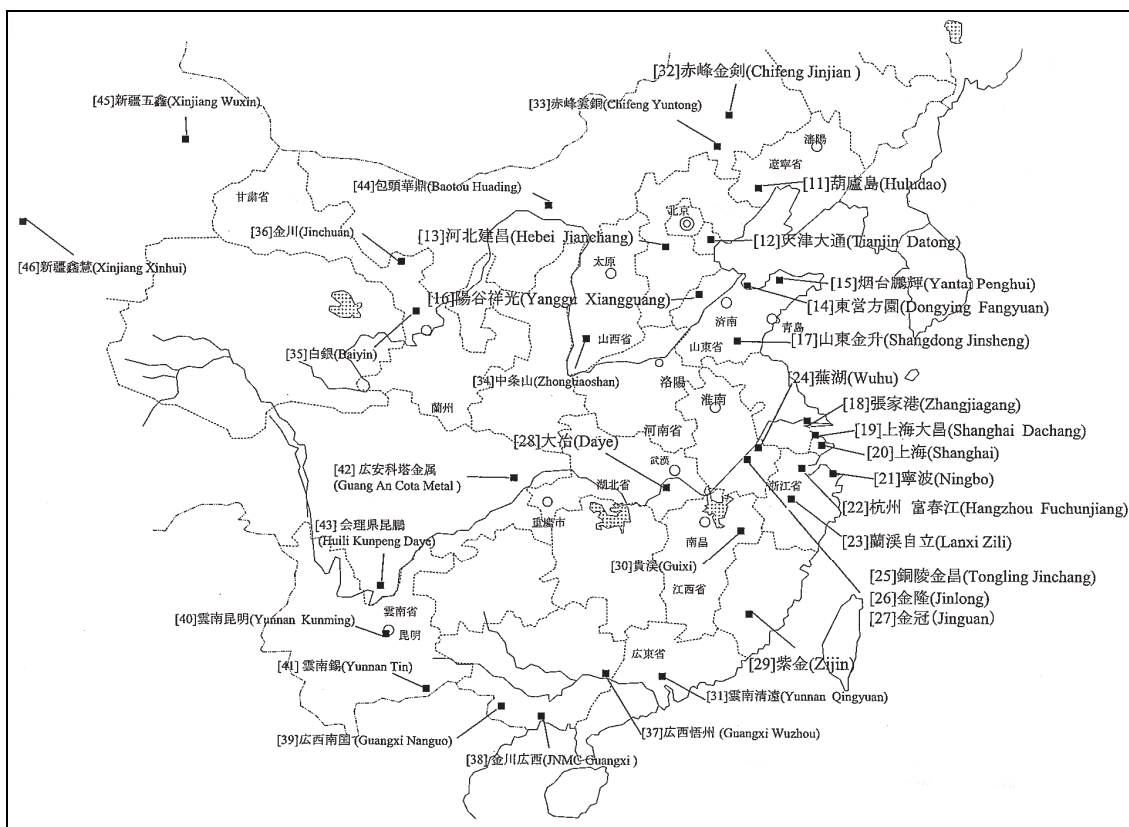 [32]赤峰金剣(Chifeng Jinjian )
[45]新疆五鑫(Xinjiang Wuxin)
[33]赤峰雲銅(Chifeng Yuntong)
瀋陽
遼寧省
[11]葫廬島(Huludao)
甘粛省
[44]包頭華鼎(Baotou Huading)
北京
[36]金川(Jinchuan)
[13]河北建昌(Hebei Jianchang)
[12]天津大通(Tianjin Datong)
[46]新疆鑫慧(Xinjiang Xinhui)
太原
[15]烟台鵬輝(Yantai Penghui)
[16]陽谷祥光(Yanggu Xiangguang)
[14]東営方園(Dongying Fangyuan)
済南
青島
[35]白銀(Baiyin)
山西省
山東省
[17]山東金升(Shangdong Jinsheng)
[34]中条山(Zhongtiaoshan)
洛陽
[24]蕪湖(Wuhu)
蘭州
淮南
[18]張家港(Zhangjiagang)
河南省
[19]上海大昌(Shanghai Dachang)
[28]大冶(Daye)
[20]上海(Shanghai)
武漢
[42]広安科塔金属
(Guang An Cota Metal )
湖北省
浙江省
[21]寧波(Ningbo)
重慶市
[22]杭州 富春江(Hangzhou Fuchunjiang)
[43]会理県昆鵬
(Huili Kunpeng Daye)
南昌
[23]蘭溪自立(Lanxi Zili)
[30]貴渓(Guixi)
[25]銅陵金昌(Tongling Jinchang)
江西省
[26]金隆(Jinlong)
雲南省
[27]金冠(Jinguan)
[40]雲南昆明(Yunnan Kunming)
昆明
広東省
[29]紫金(Zijin)
[41]雲南錫(Yunnan Tin)
[31]雲南清遠(Yunnan Qingyuan)
[39]広西南国(Guangxi Nanguo)
[37]広西梧州(Guangxi Wuzhou)
[38]金川広西(JNMC Guangxi )